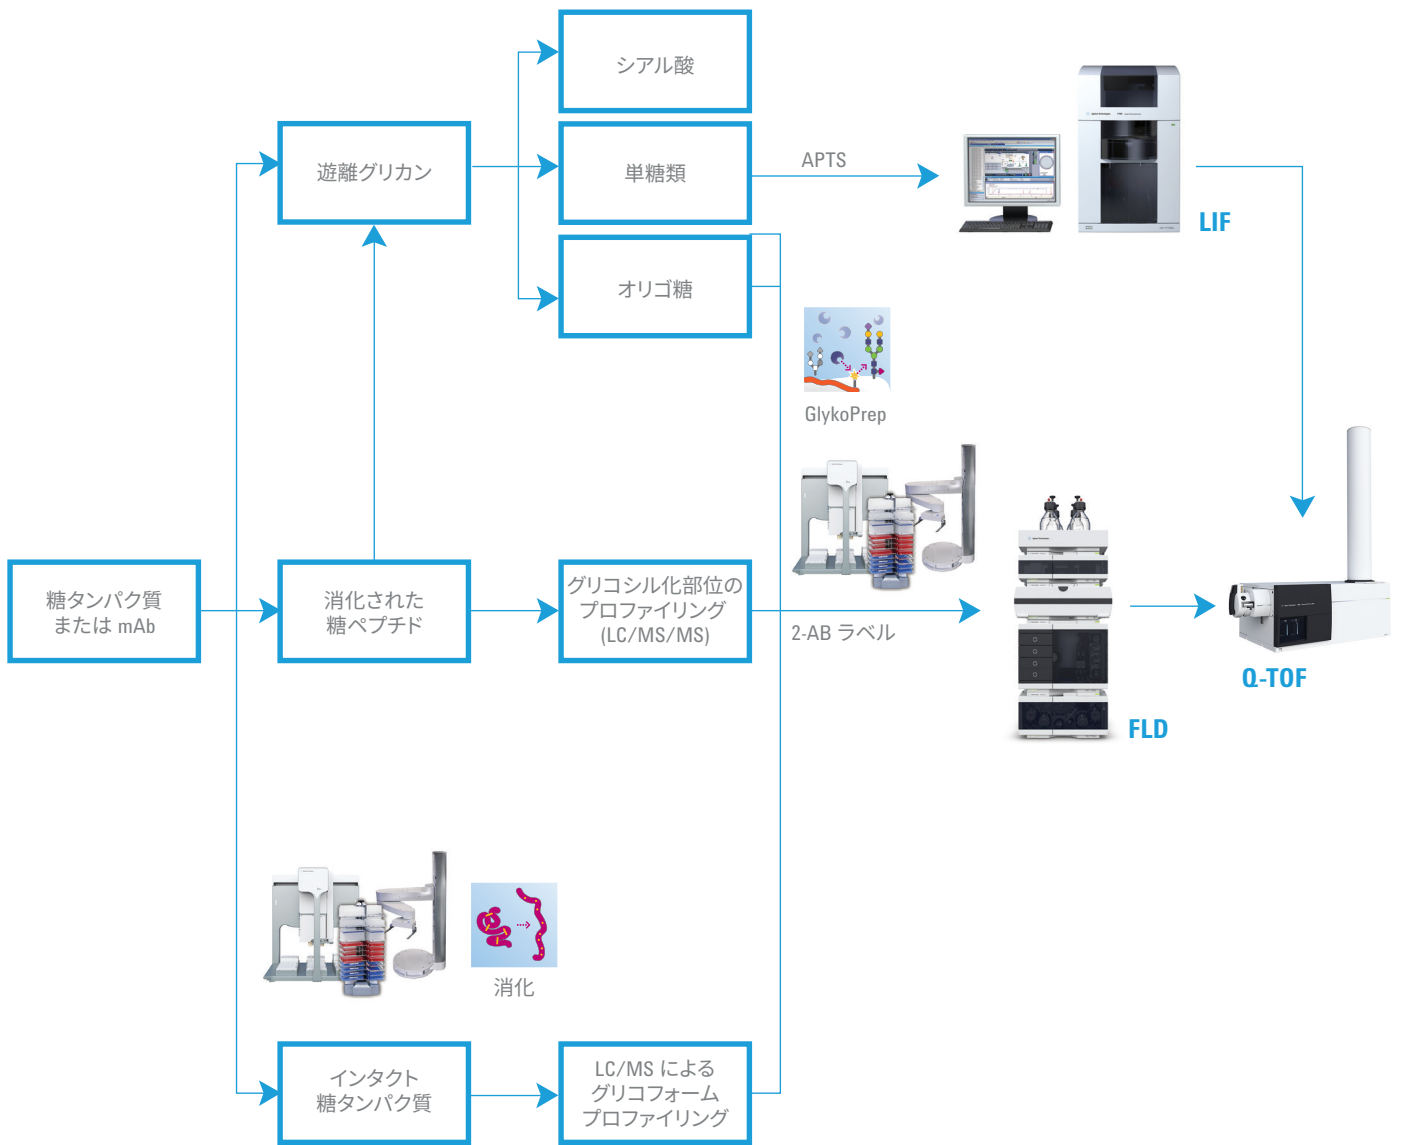 シアル酸
遊離グリカン
単糖類
APTS
LIF
オリゴ糖
GlykoPrep
糖タンパク質
または mAb
消化された
糖ペプチド
グリコシル化部位の
プロファイリング
(LC/MS/MS)
2-AB ラベル
Q-TOF
FLD
消化
インタクト
糖タンパク質
LC/MS による
グリコフォーム
プロファイリング